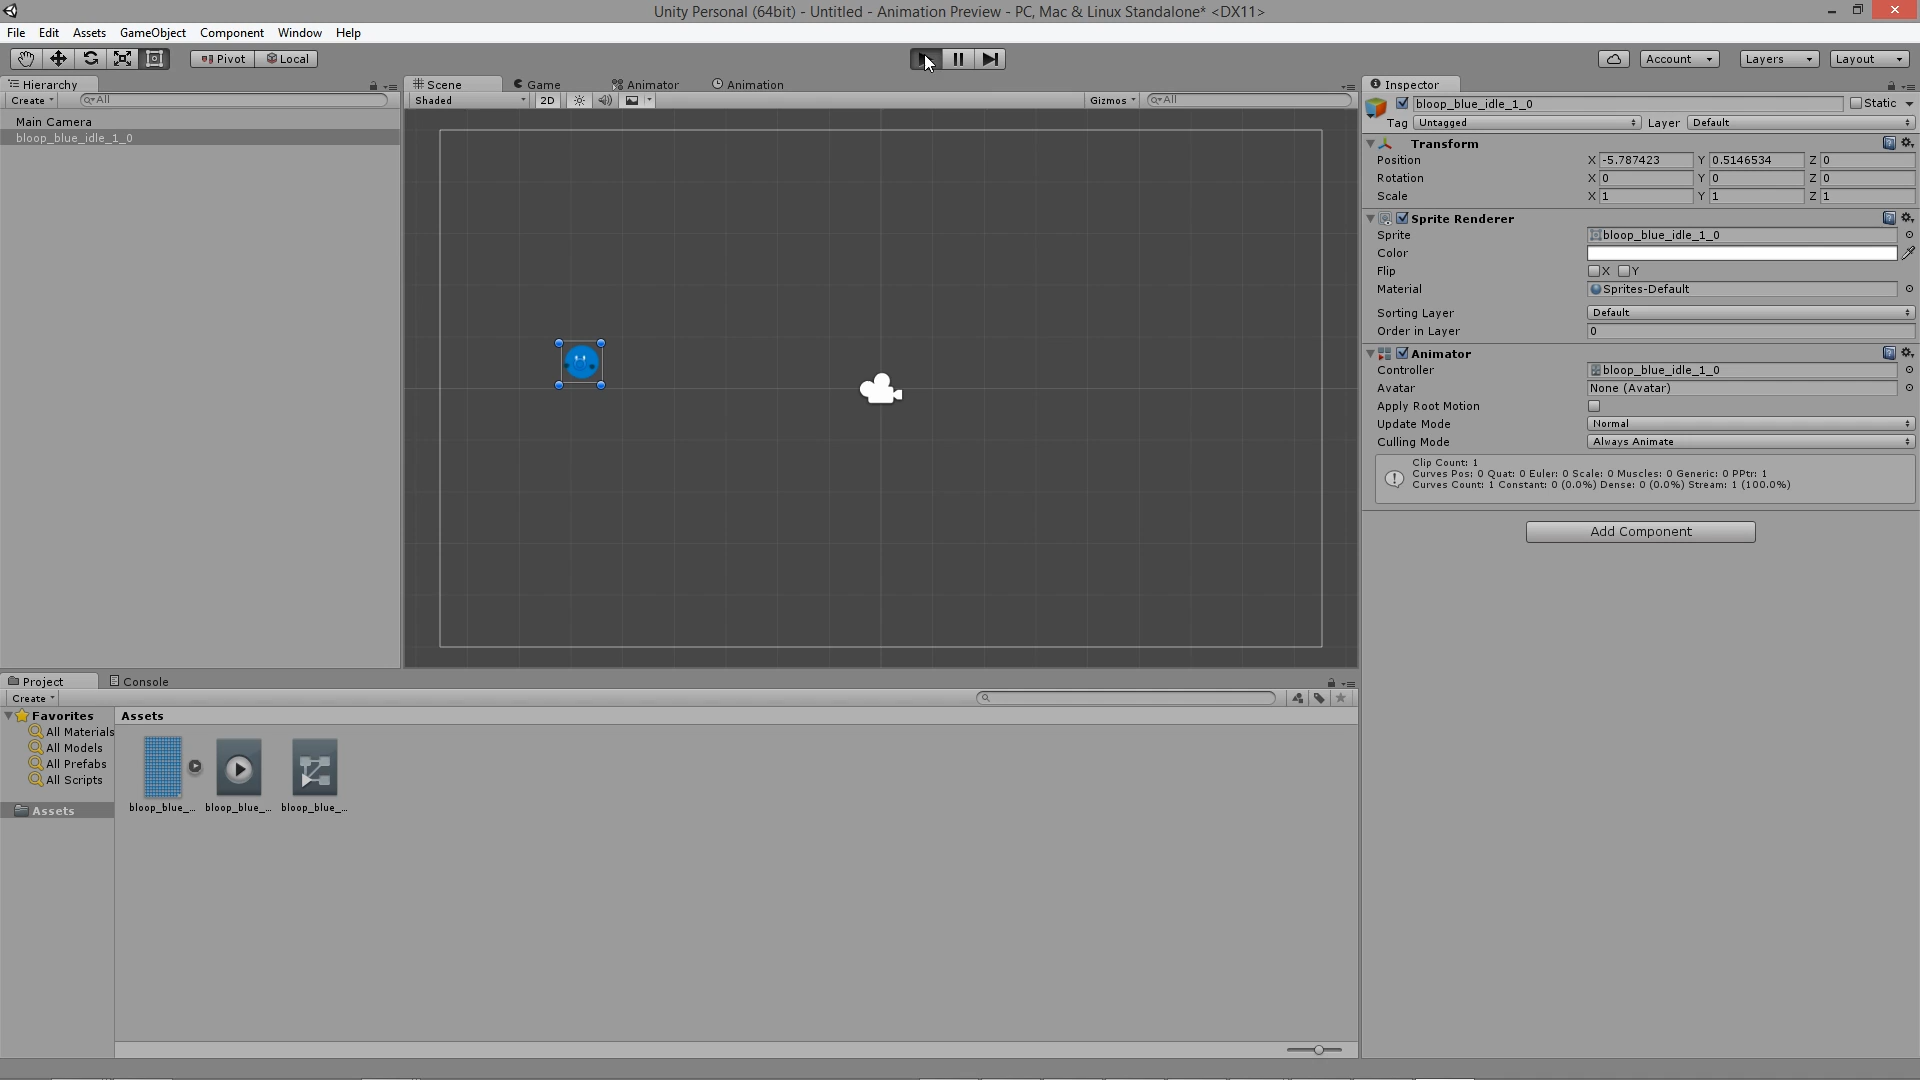 Unity Personal (64bit) - Untitled - Animation Preview - PC, Mac & Linux Standalone* <DX11>
File Edit Assets GameObject Component Window Help
Pivot Local Account Layers Layout
Hierarchy
Create All
Main Camera
bloop_blue_idle_1_0
Scene Game Animator Animation
Shaded 2D Gizmos All
Inspector
bloop_blue_idle_1_0 Static
Tag Untagged Layer Default
Transform
Position X -5.787423 Y 0.5146534 Z 0
Rotation X 0 Y 0 Z 0
Scale X 1 Y 1 Z 1
Sprite Renderer
Sprite bloop_blue_idle_1_0
Color
Flip X Y
Material Sprites-Default
Sorting Layer Default
Order in Layer 0
Animator
Controller bloop_blue_idle_1_0
Avatar None (Avatar)
Apply Root Motion
Update Mode Normal
Culling Mode Always Animate
Clip Count: 1
Curves Pos: 0 Quat: 0 Euler: 0 Scale: 0 Muscles: 0 Generic: 0 PPtr: 1
Curves Count: 1 Constant: 0 (0.0%) Dense: 0 (0.0%) Stream: 1 (100.0%)
Add Component
Project Console
Create
Favorites
All Materials
All Models
All Prefabs
All Scripts
Assets
Assets
bloop_blue_... bloop_blue_... bloop_blue_...